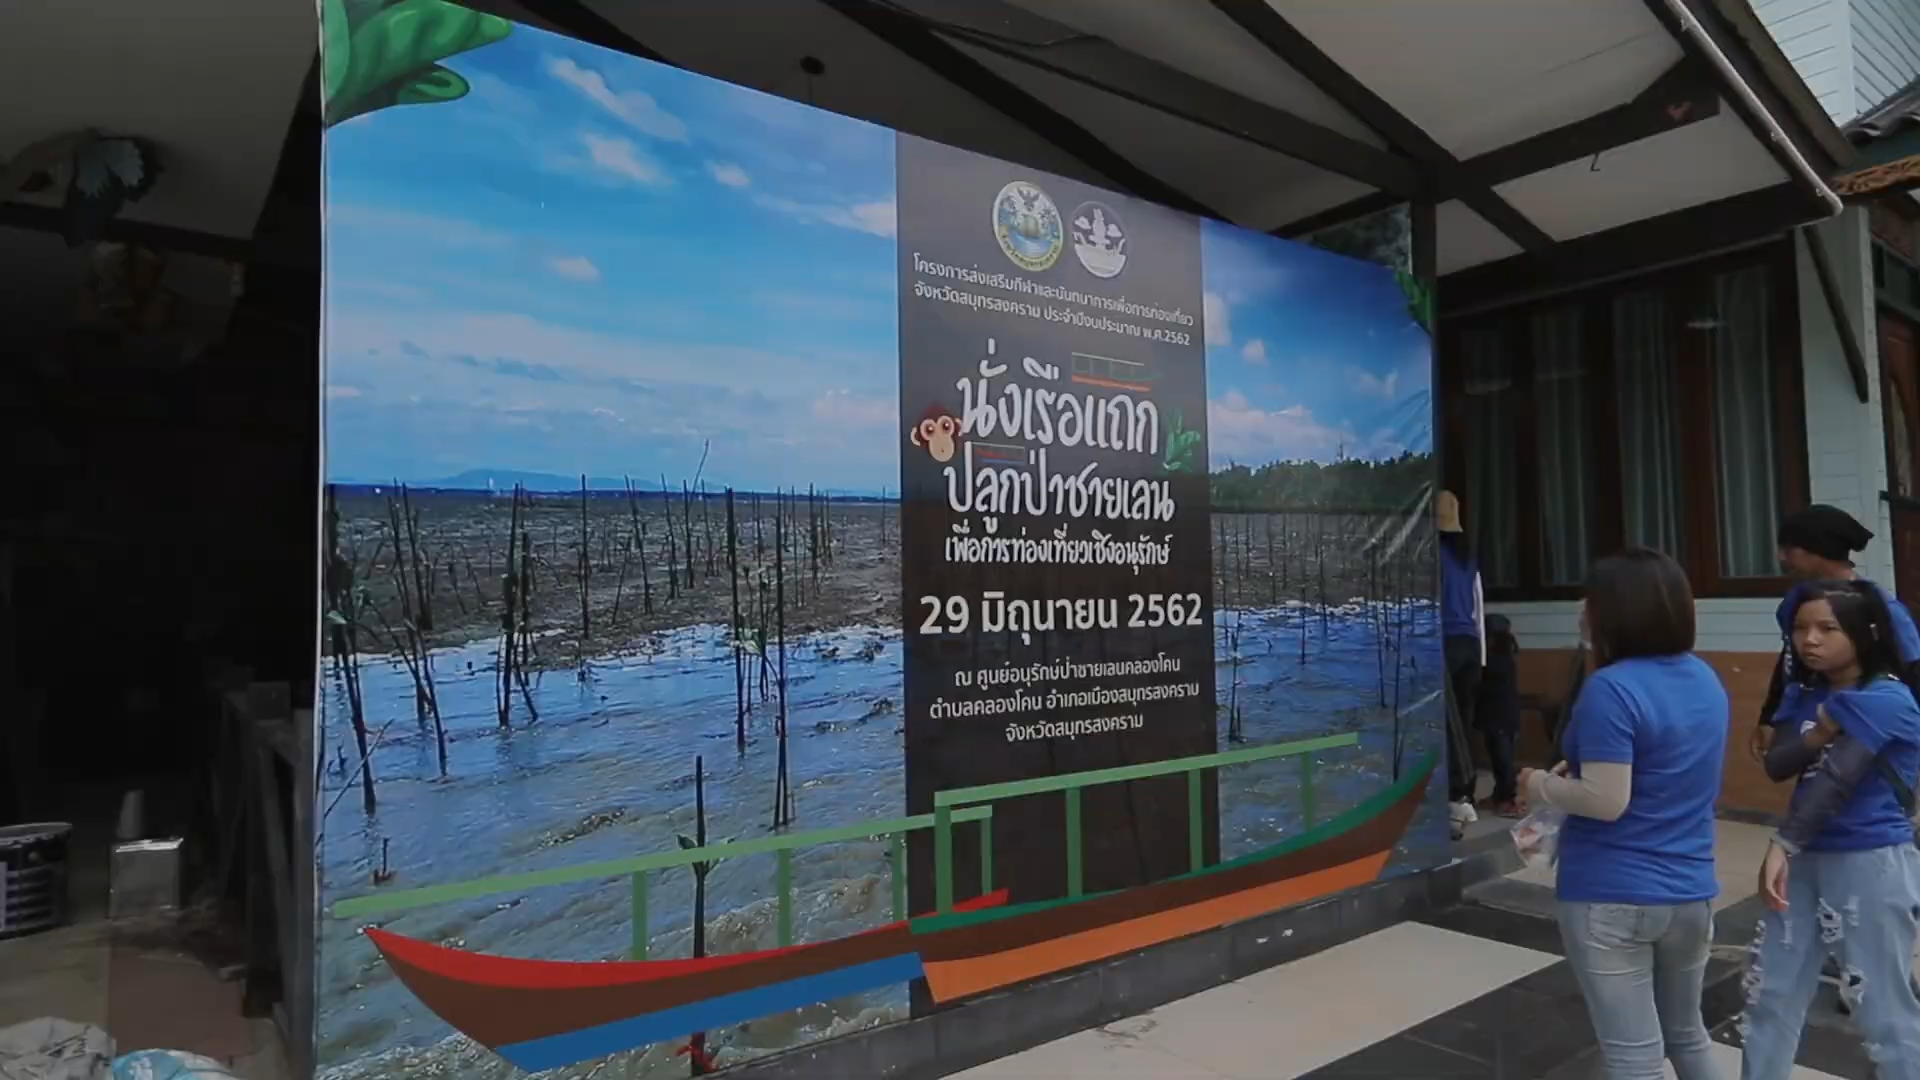 โครงการส่งเสริมกีฬาและนันทนาการเพื่อการท่องเที่ยว
จังหวัดสมุทรสงคราม ประจำปีงบประมาณ พ.ศ.2562
นั่งเรือแถก
ปลูกป่าชายเลน
เพื่อการท่องเที่ยวเชิงอนุรักษ์
29 มิถุนายน 2562
ณ ศูนย์อนุรักษ์ป่าชายเลนคลองโคน
ตำบลคลองโคน อำเภอเมืองสมุทรสงคราม
จังหวัดสมุทรสงคราม